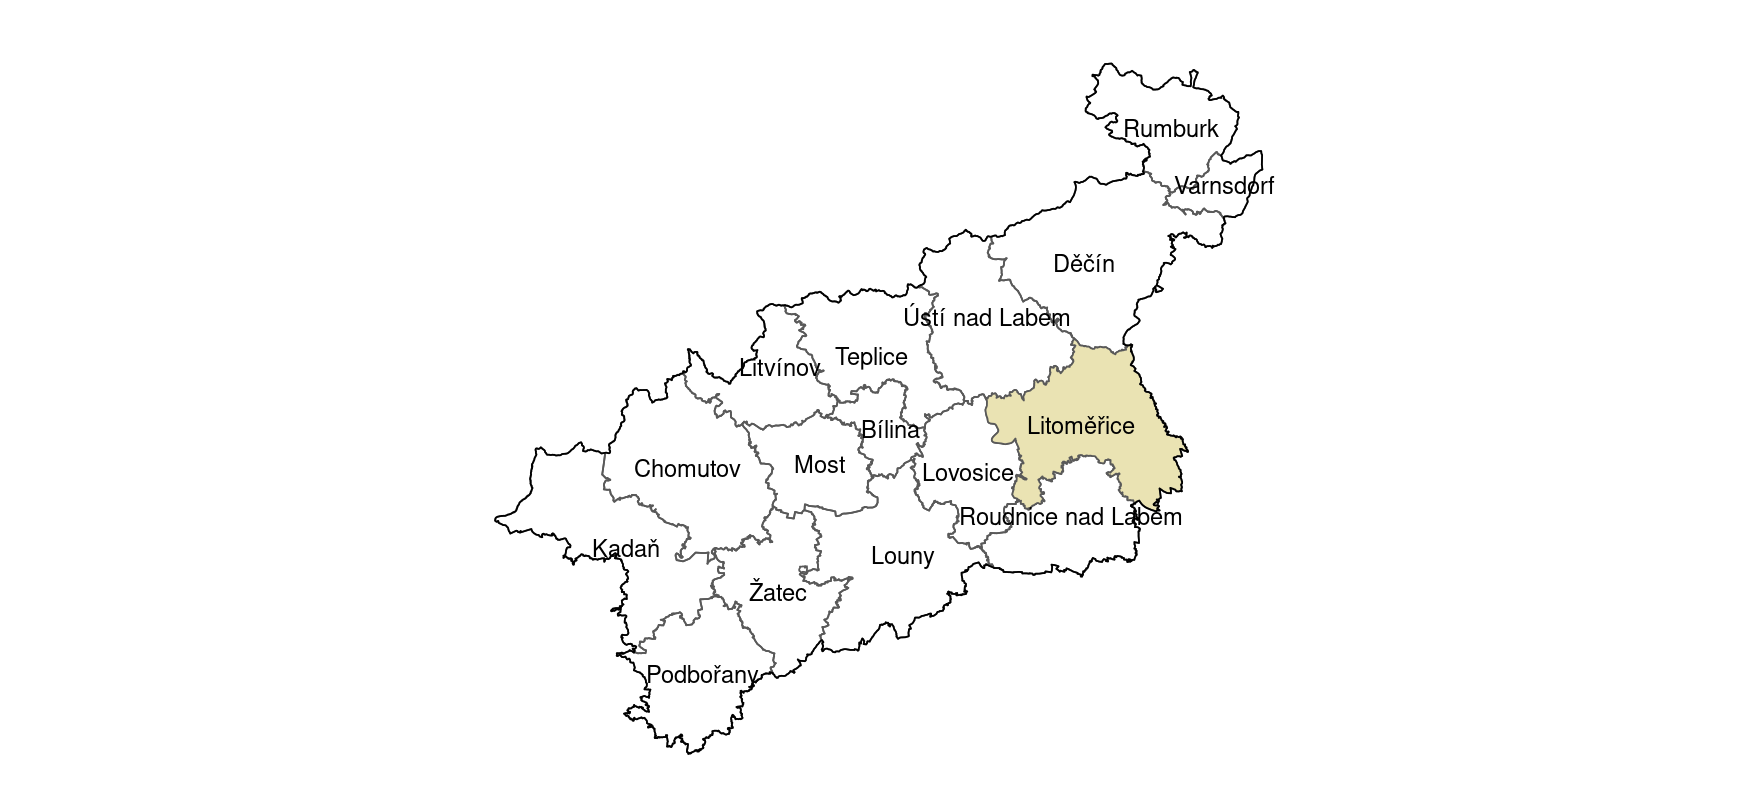 Rumburk
Varnsdorf
Děčín
Ústí nad Labem
Teplice
Litvínov
Litoměřice
Bílina
Most
Chomutov
Lovosice
Roudnice nad Labem
Kadaň
Louny
Žatec
Podbořany